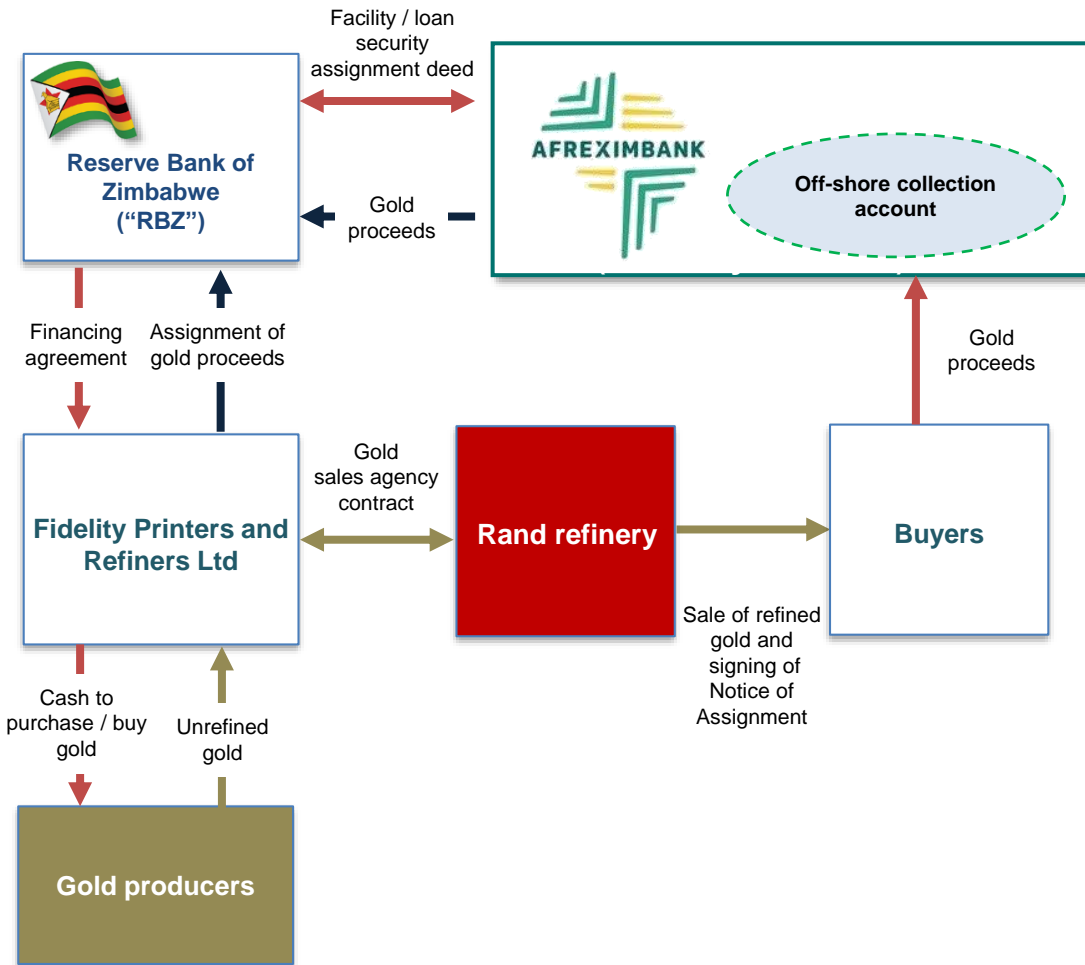 Facility / loan
security
assignment deed
Reserve Bank of
Zimbabwe
(“RBZ”)
AFREXIMBANK
Off-shore collection
account
Gold
proceeds
Financing
agreement
Assignment of
gold proceeds
Gold
proceeds
Fidelity Printers and
Refiners Ltd
Gold
sales agency
contract
Rand refinery
Buyers
Sale of refined
gold and
signing of
Notice of
Assignment
Cash to
purchase / buy
gold
Unrefined
gold
Gold producers